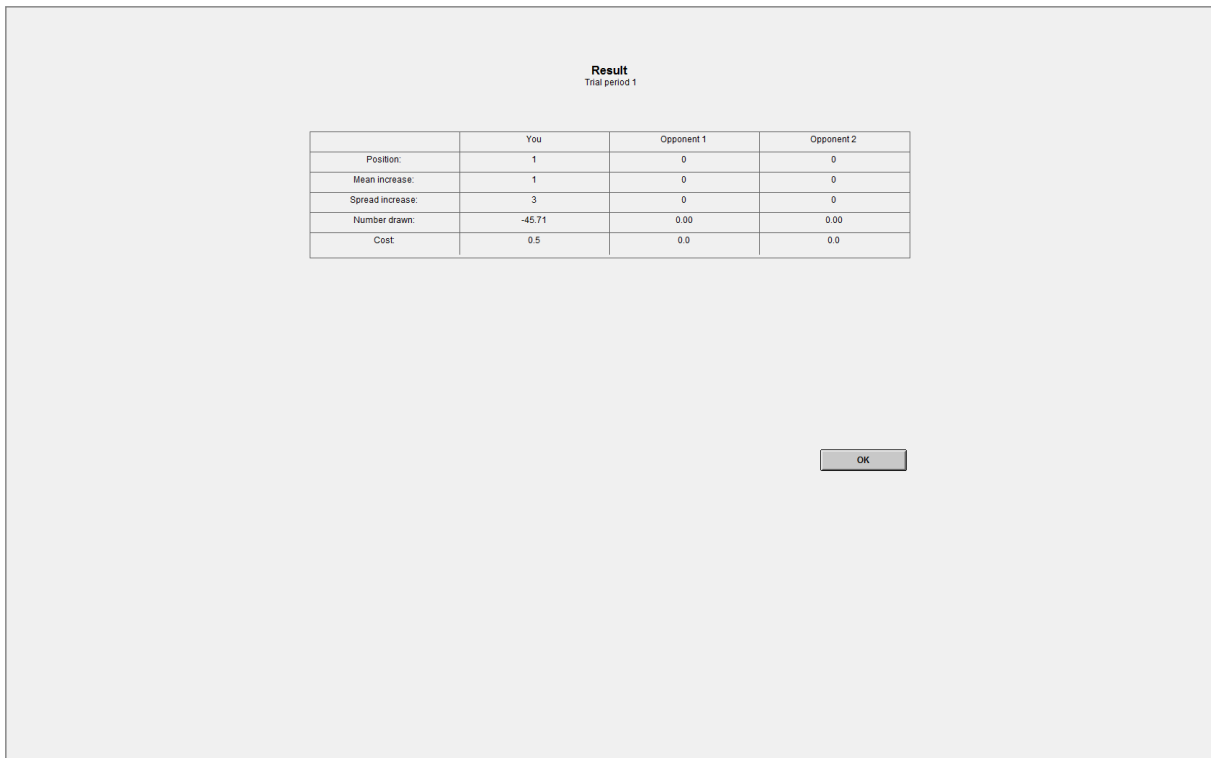 Result
Trial period 1
You Opponent 1 Opponent 2
Position: 1 0 0
Mean increase: 1 0 0
Spread increase: 3 0 0
Number drawn: -45.71 0.00 0.00
Cost: 0.5 0.0 0.0
OK